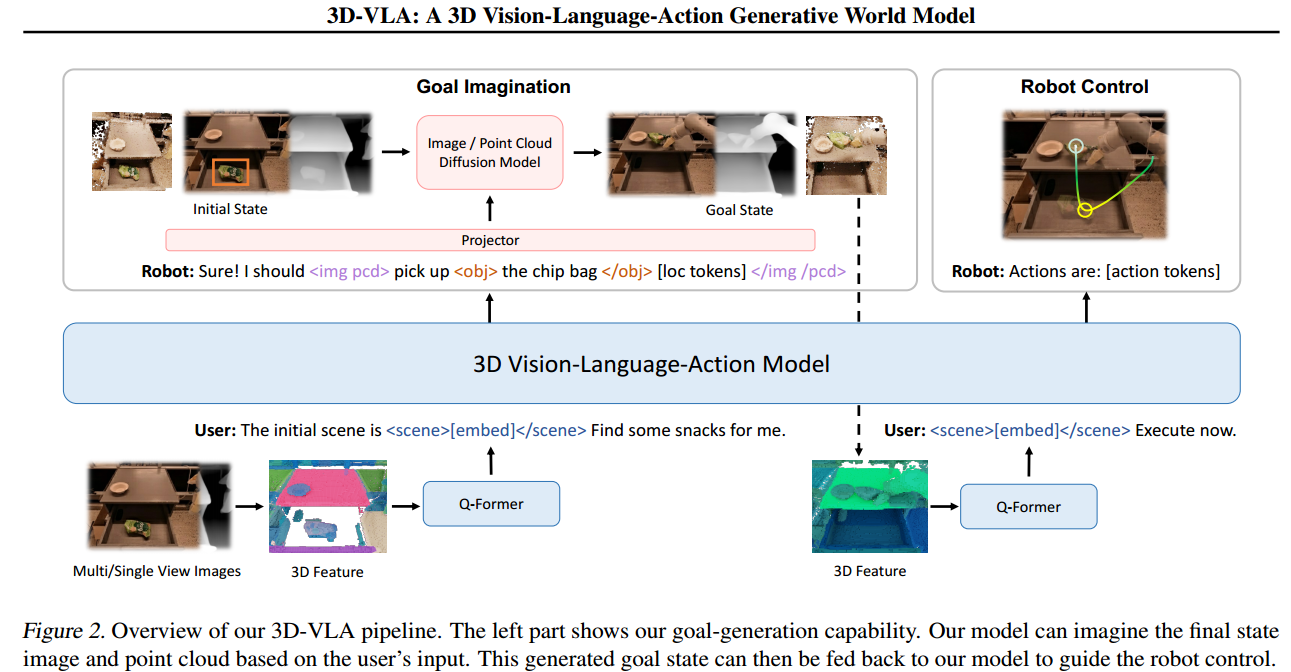 3D-VLA: A 3D Vision-Language-Action Generative World Model
Goal Imagination
Image / Point Cloud
Diffusion Model
Initial State
Goal State
Projector
Robot: Sure! I should <img pcd> pick up <obj> the chip bag </obj> [loc tokens] </img /pcd>
Robot Control
Robot: Actions are: [action tokens]
3D Vision-Language-Action Model
User: The initial scene is <scene>[embed]</scene> Find some snacks for me.
User: <scene>[embed]</scene> Execute now.
Q-Former
Q-Former
Multi/Single View Images
3D Feature
3D Feature
Figure 2. Overview of our 3D-VLA pipeline. The left part shows our goal-generation capability. Our model can imagine the final state
image and point cloud based on the user's input. This generated goal state can then be fed back to our model to guide the robot control.